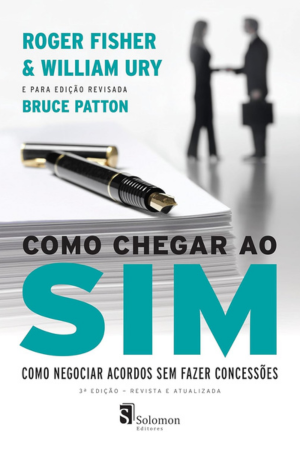 ROGER FISHER
& WILLIAM URY
E PARA EDIÇÃO REVISADA
BRUCE PATTON
COMO CHEGAR AO
SIM
COMO NEGOCIAR ACORDOS SEM FAZER CONCESSÕES
3ª EDIÇÃO – REVISTA E ATUALIZADA
S Solomon
Editores